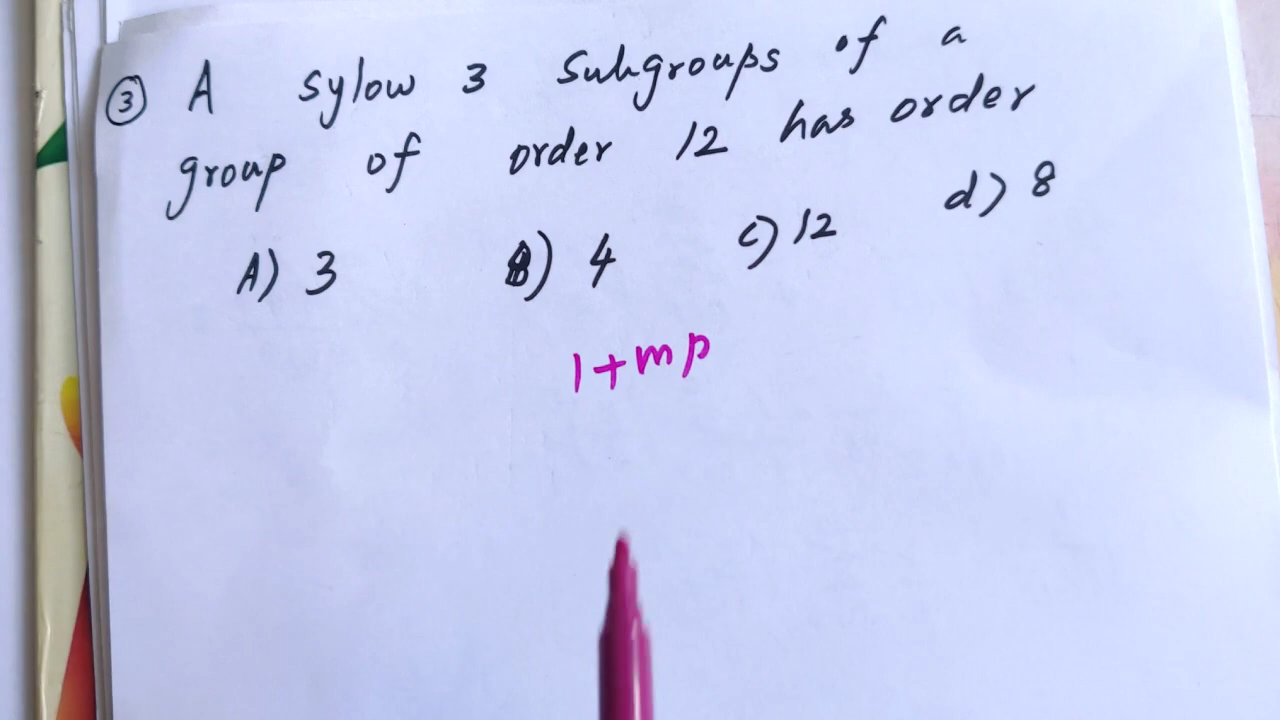 ③ A sylow 3 Subgroups of a
group of order 12 has order
A) 3 B) 4 c) 12 d) 8
1+mp